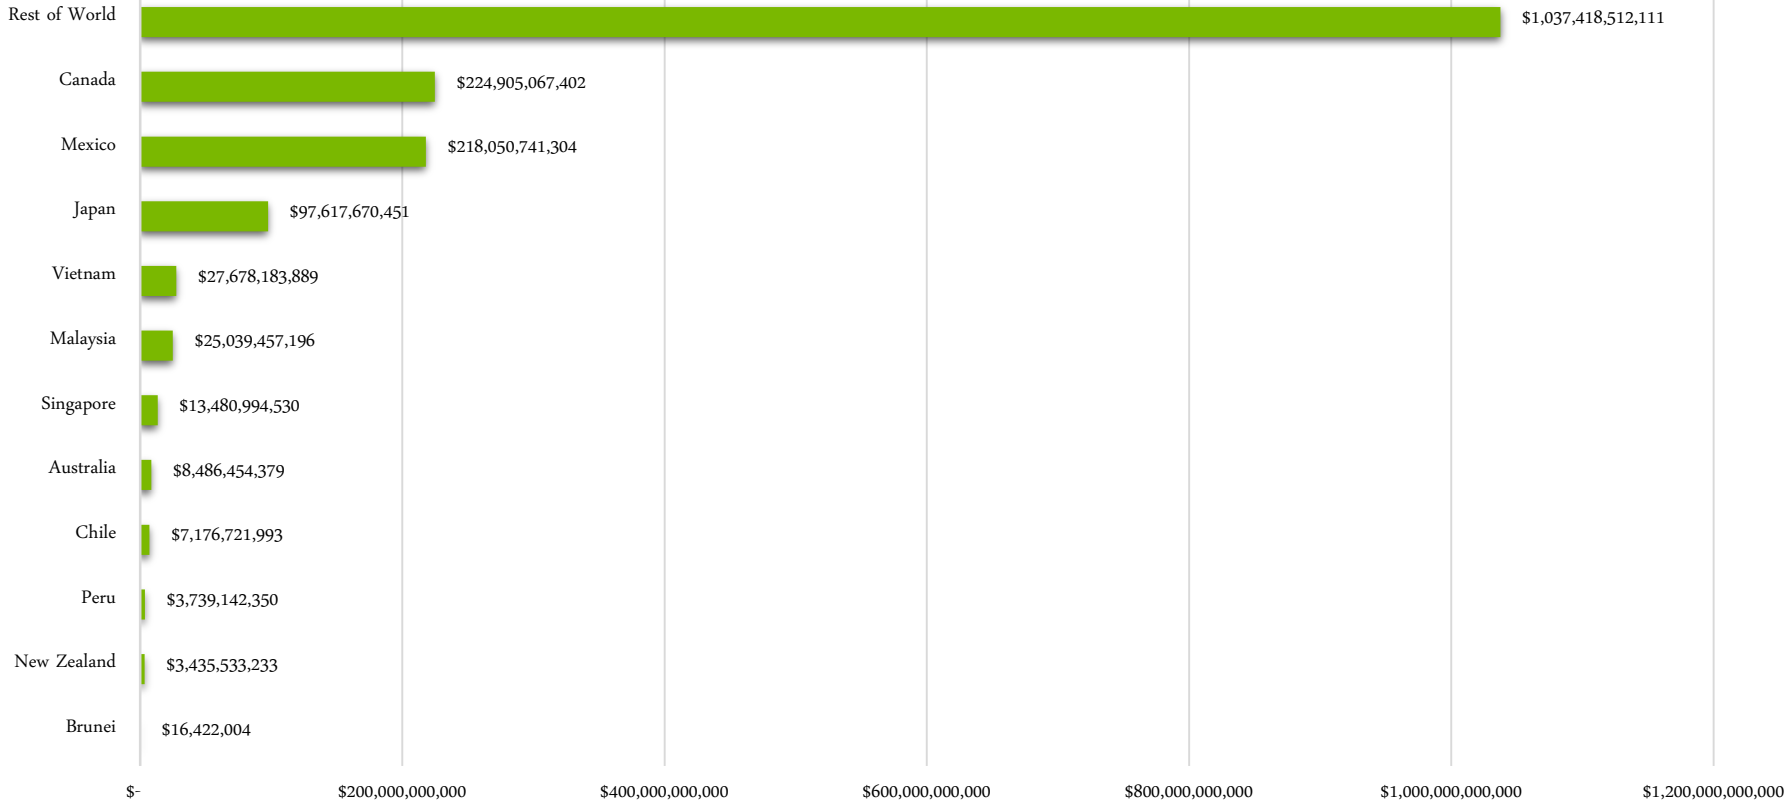 Rest of World $1,037,418,512,111
Canada $224,905,067,402
Mexico $218,050,741,304
Japan $97,617,670,451
Vietnam $27,678,183,889
Malaysia $25,039,457,196
Singapore $13,480,994,530
Australia $8,486,454,379
Chile $7,176,721,993
Peru $3,739,142,350
New Zealand $3,435,533,233
Brunei $16,422,004
$- $200,000,000,000 $400,000,000,000 $600,000,000,000 $800,000,000,000 $1,000,000,000,000 $1,200,000,000,000